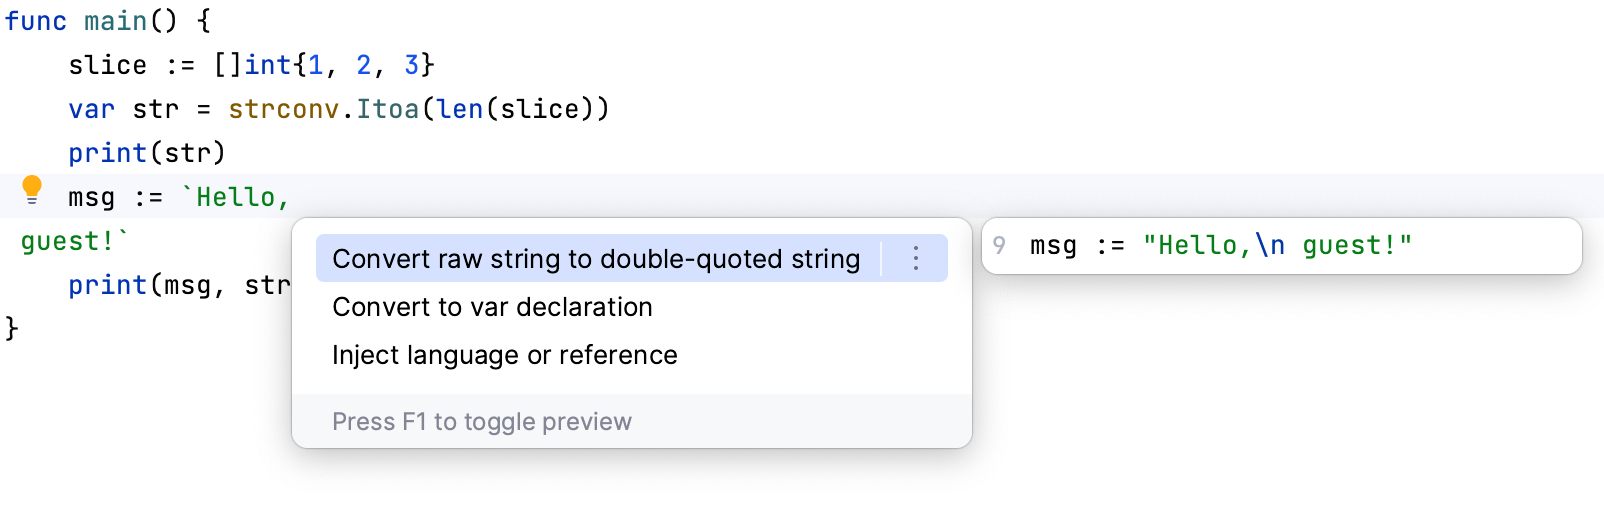 func main() {
    slice := []int{1, 2, 3}
    var str = strconv.Itoa(len(slice))
    print(str)
    msg := `Hello,
 guest!`
    print(msg, str
}
Convert raw string to double-quoted string
Convert to var declaration
Inject language or reference
Press F1 to toggle preview
9 msg := "Hello,\n guest!"